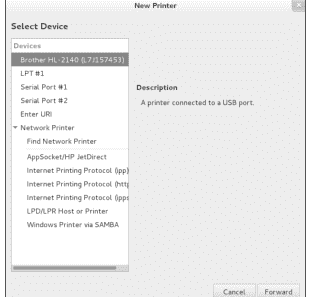 New Printer
Select Device
Devices
Brother HL-2140 (L7J157453)
LPT #1
Serial Port #1
Serial Port #2
Enter URI
Network Printer
Find Network Printer
AppSocket/HP JetDirect
Internet Printing Protocol (ipp)
Internet Printing Protocol (http
Internet Printing Protocol (ipps
LPD/LPR Host or Printer
Windows Printer via SAMBA
Description
A printer connected to a USB port.
Cancel
Forward